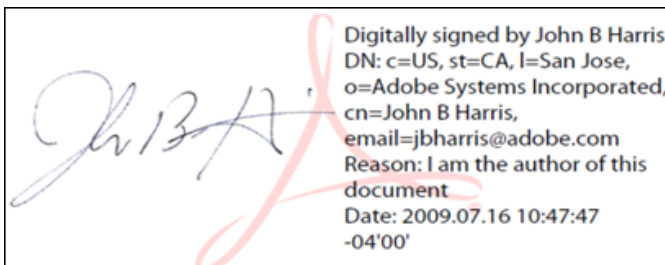 Digitally signed by John B Harris
DN: c=US, st=CA, l=San Jose,
o=Adobe Systems Incorporated,
cn=John B Harris,
email=jbharris@adobe.com
Reason: I am the author of this
document
Date: 2009.07.16 10:47:47
-04'00'